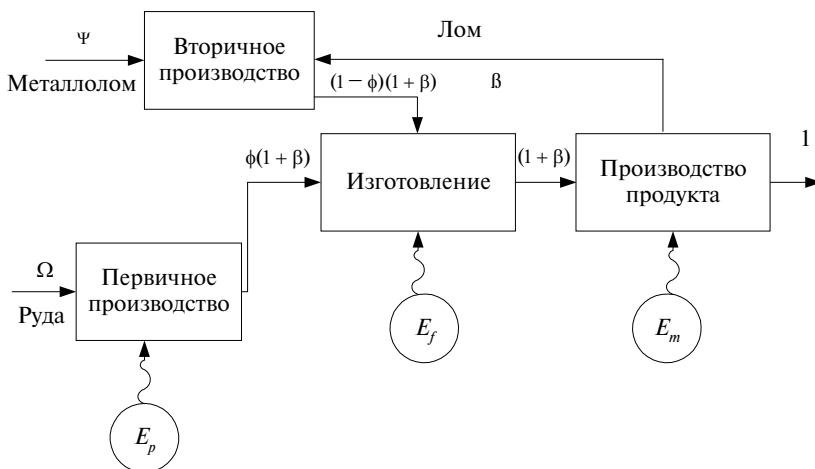 Ψ
Металлолом
Вторичное
производство
Лом
(1 − ϕ)(1 + β)
ß
ϕ(1 + β)
Изготовление
(1 + β)
Производство
продукта
1
Ω
Руда
Первичное
производство
E_f
E_m
E_p